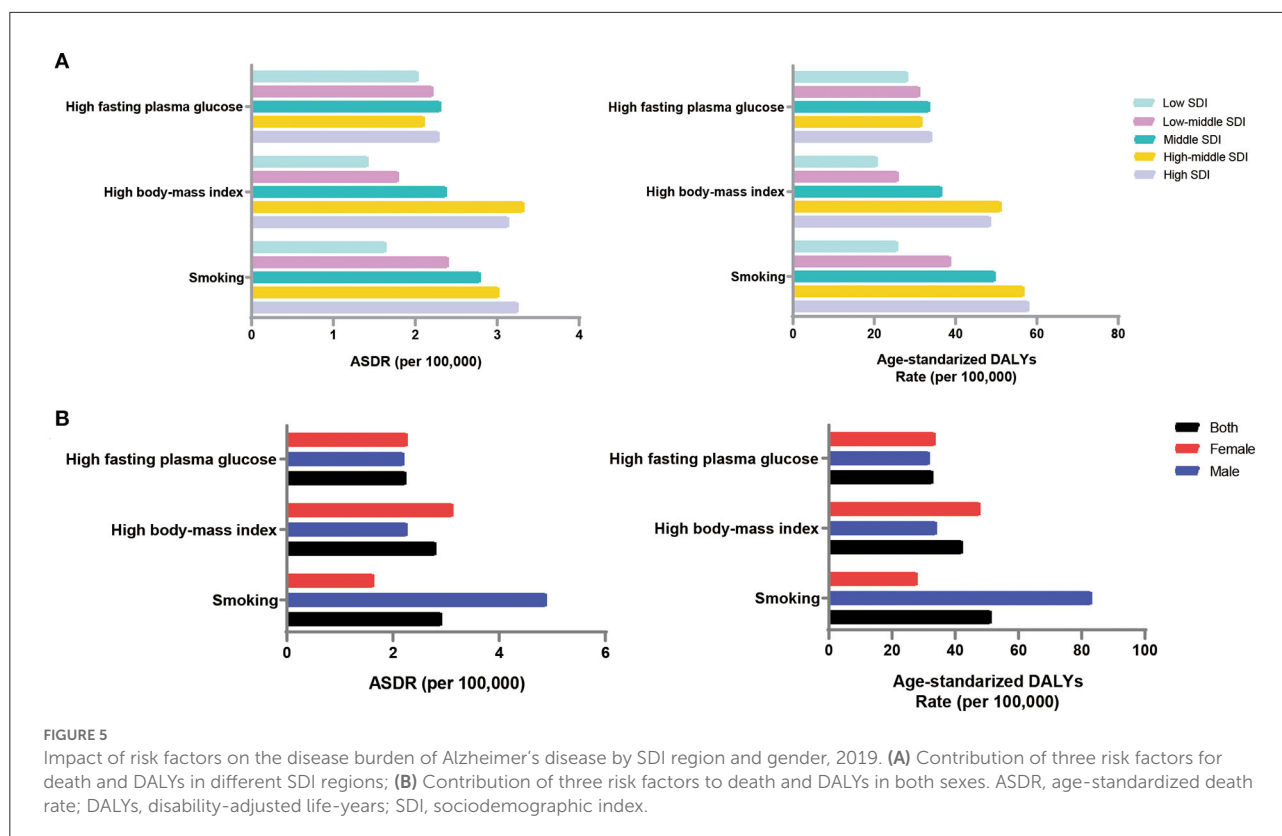 A
High fasting plasma glucose
High body-mass index
Smoking
0 1 2 3 4
ASDR (per 100,000)
High fasting plasma glucose
High body-mass index
Smoking
0 20 40 60 80
Age-standarized DALYs
Rate (per 100,000)
Low SDI
Low-middle SDI
Middle SDI
High-middle SDI
High SDI
B
High fasting plasma glucose
High body-mass index
Smoking
0 2 4 6
ASDR (per 100,000)
High fasting plasma glucose
High body-mass index
Smoking
0 20 40 60 80 100
Age-standarized DALYs
Rate (per 100,000)
Both
Female
Male
FIGURE 5
Impact of risk factors on the disease burden of Alzheimer's disease by SDI region and gender, 2019. (A) Contribution of three risk factors for
death and DALYs in different SDI regions; (B) Contribution of three risk factors to death and DALYs in both sexes. ASDR, age-standardized death
rate; DALYs, disability-adjusted life-years; SDI, sociodemographic index.